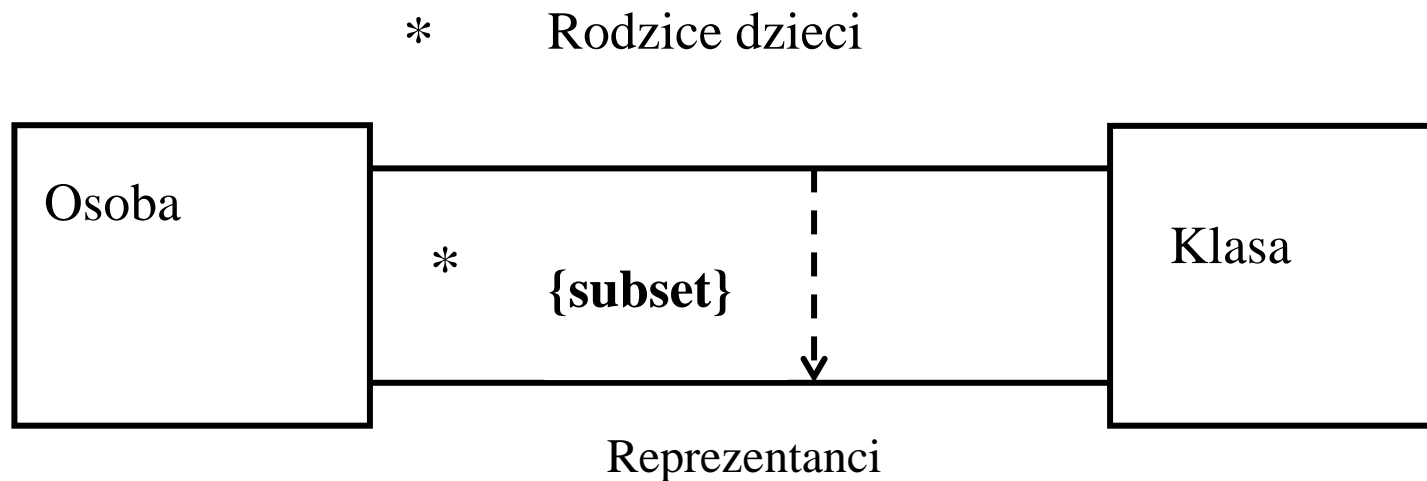 * Rodzice dzieci
Osoba
Klasa
*
{subset}
Reprezentanci